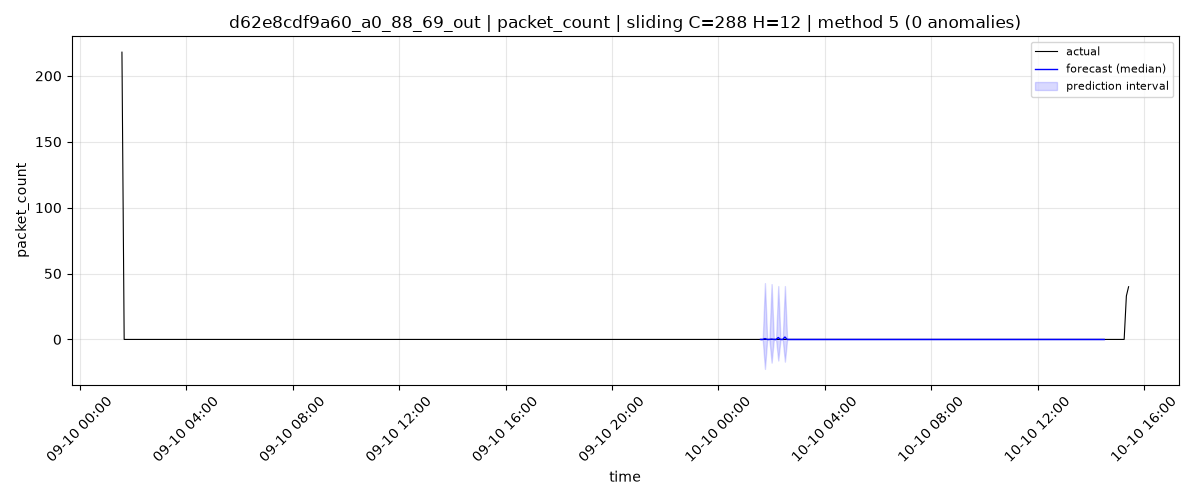 d62e8cdf9a60_a0_88_69_out | packet_count | sliding C=288 H=12 | method 5 (0 anomalies)
actual
forecast (median)
prediction interval
packet_count
200
150
100
50
0
09-10 00:00
09-10 04:00
09-10 08:00
09-10 12:00
09-10 16:00
09-10 20:00
10-10 00:00
10-10 04:00
10-10 08:00
10-10 12:00
10-10 16:00
time